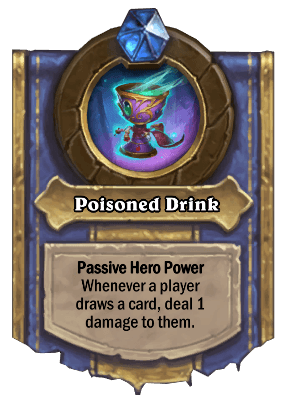 Poisoned Drink
Passive Hero Power
Whenever a player
draws a card, deal 1
damage to them.